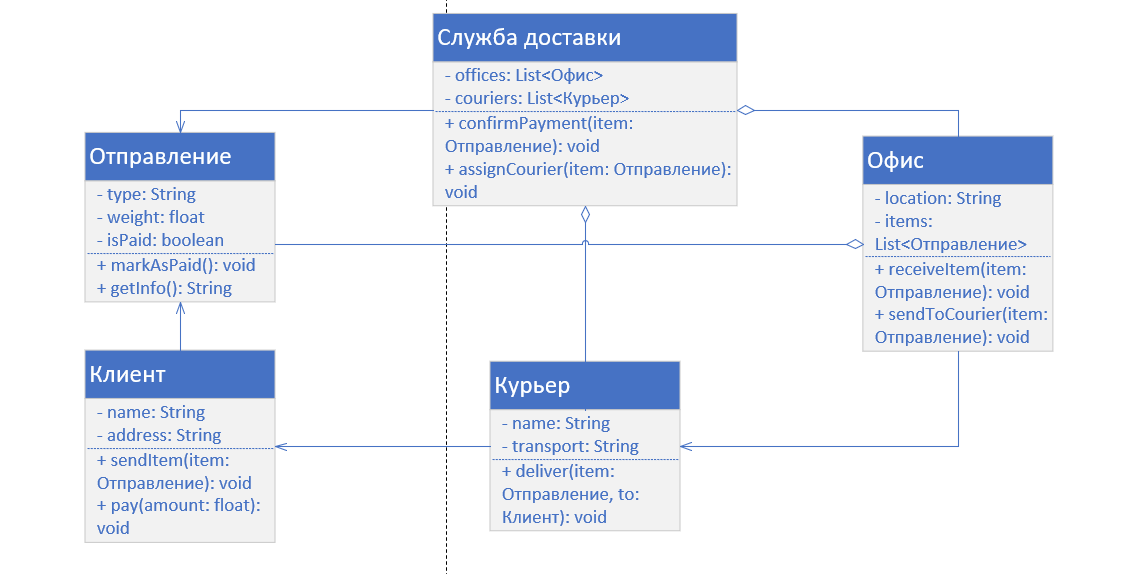 Служба доставки
- offices: List<Офис>
- couriers: List<Курьер>
+ confirmPayment(item:
Отправление): void
+ assignCourier(item: Отправление):
void
Отправление
- type: String
- weight: float
- isPaid: boolean
+ markAsPaid(): void
+ getInfo(): String
Офис
- location: String
- items:
List<Отправление>
+ receiveItem(item:
Отправление): void
+ sendToCourier(item:
Отправление): void
Клиент
- name: String
- address: String
+ sendItem(item:
Отправление): void
+ pay(amount: float):
void
Курьер
- name: String
- transport: String
+ deliver(item:
Отправление, to:
Клиент): void